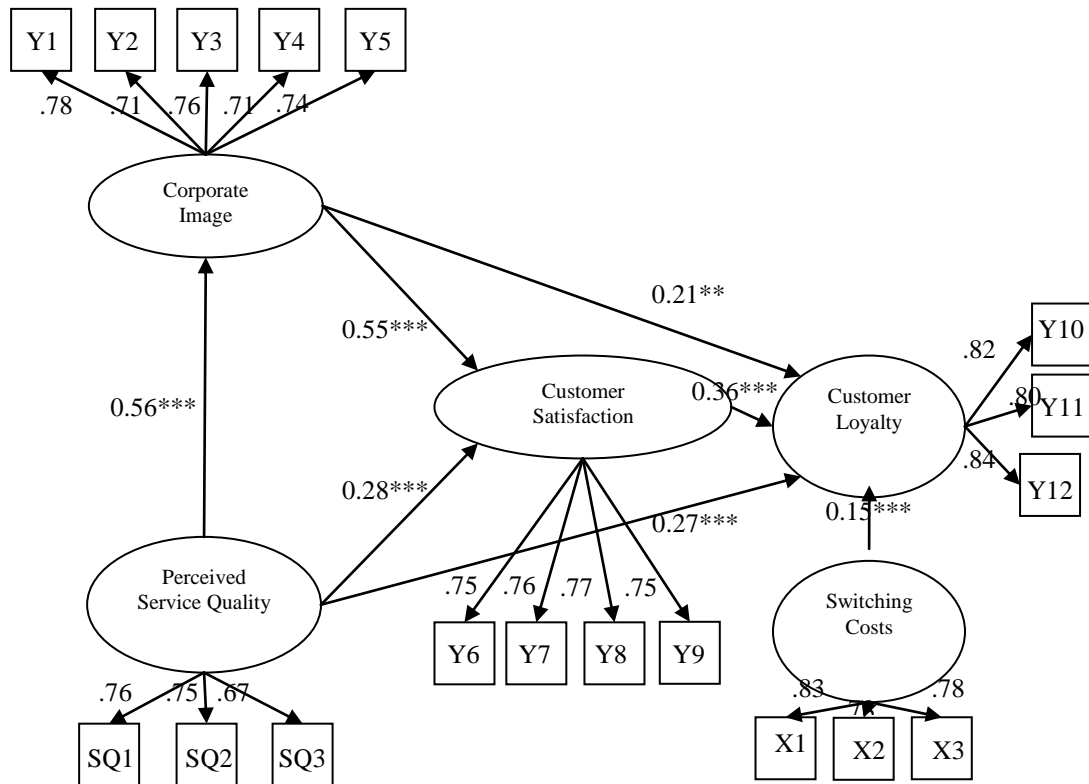 Y1 Y2 Y3 Y4 Y5
.78 .71 .76 .71 .74
Corporate
Image
0.21**
0.55***
Y10
.82
Customer
Satisfaction
0.36***
Customer
Loyalty
.80
Y11
0.56***
.84
Y12
0.28***
0.27***
0.15***
Perceived
Service Quality
.75 .76 .77 .75
Switching
Costs
Y6 Y7 Y8 Y9
.76 .75 .67
.83 .78
SQ1 SQ2 SQ3
X1 X2 X3